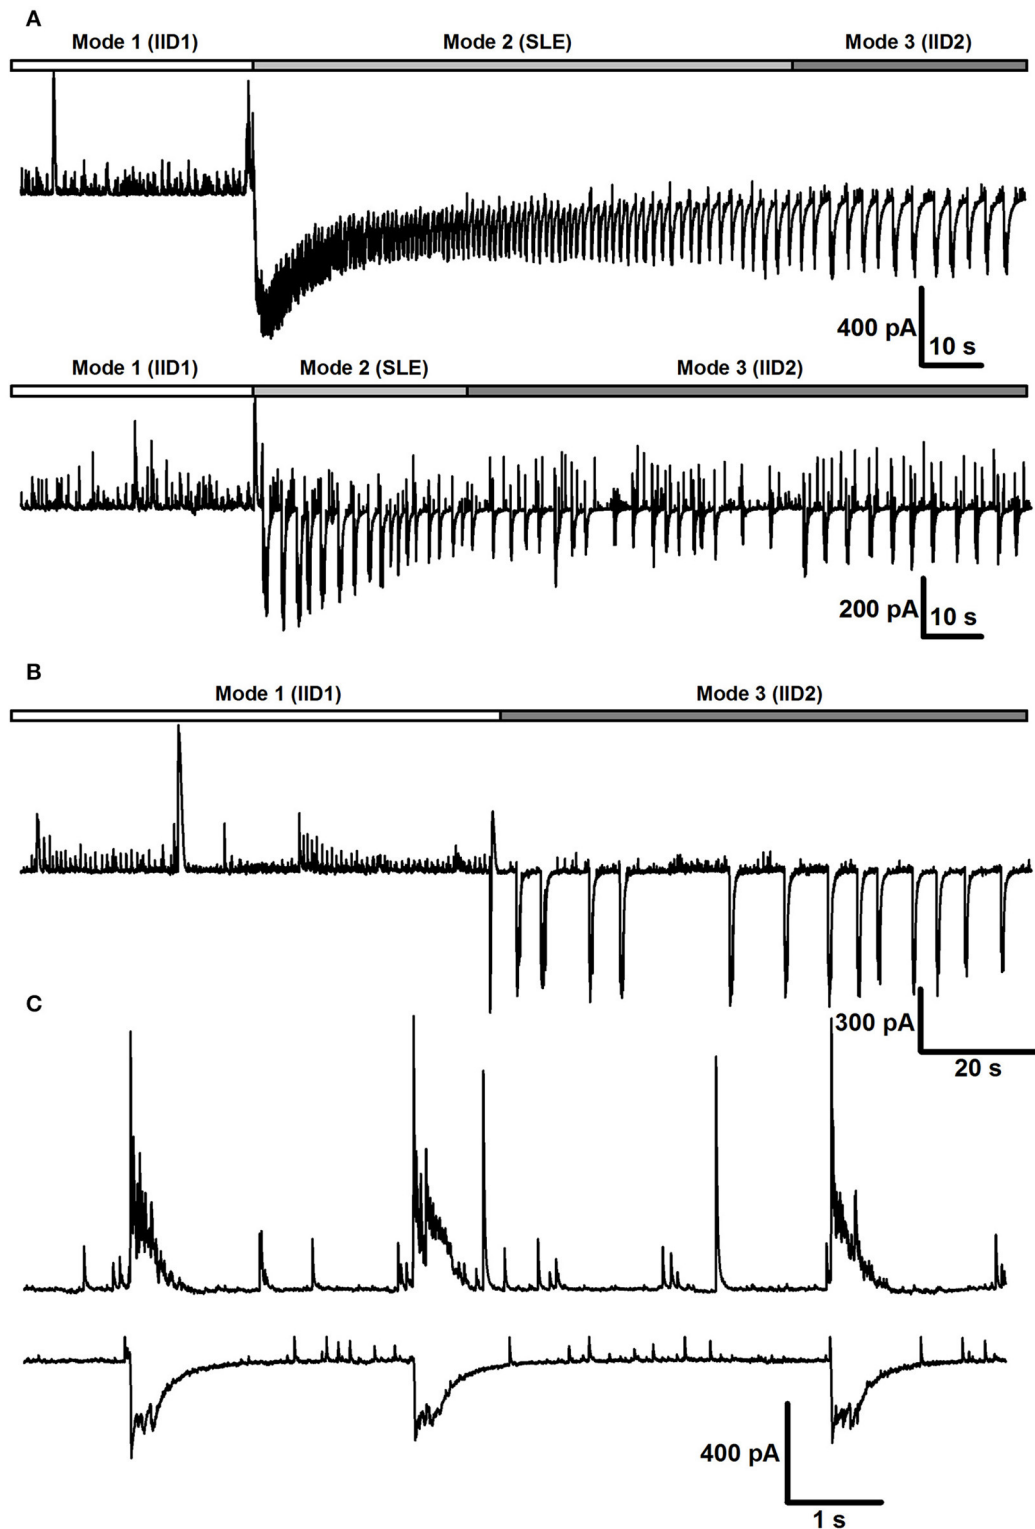 A
Mode 1 (IID1) Mode 2 (SLE) Mode 3 (IID2)
400 pA
10 s
Mode 1 (IID1) Mode 2 (SLE) Mode 3 (IID2)
200 pA
10 s
B
Mode 1 (IID1) Mode 3 (IID2)
C
300 pA
20 s
400 pA
1 s